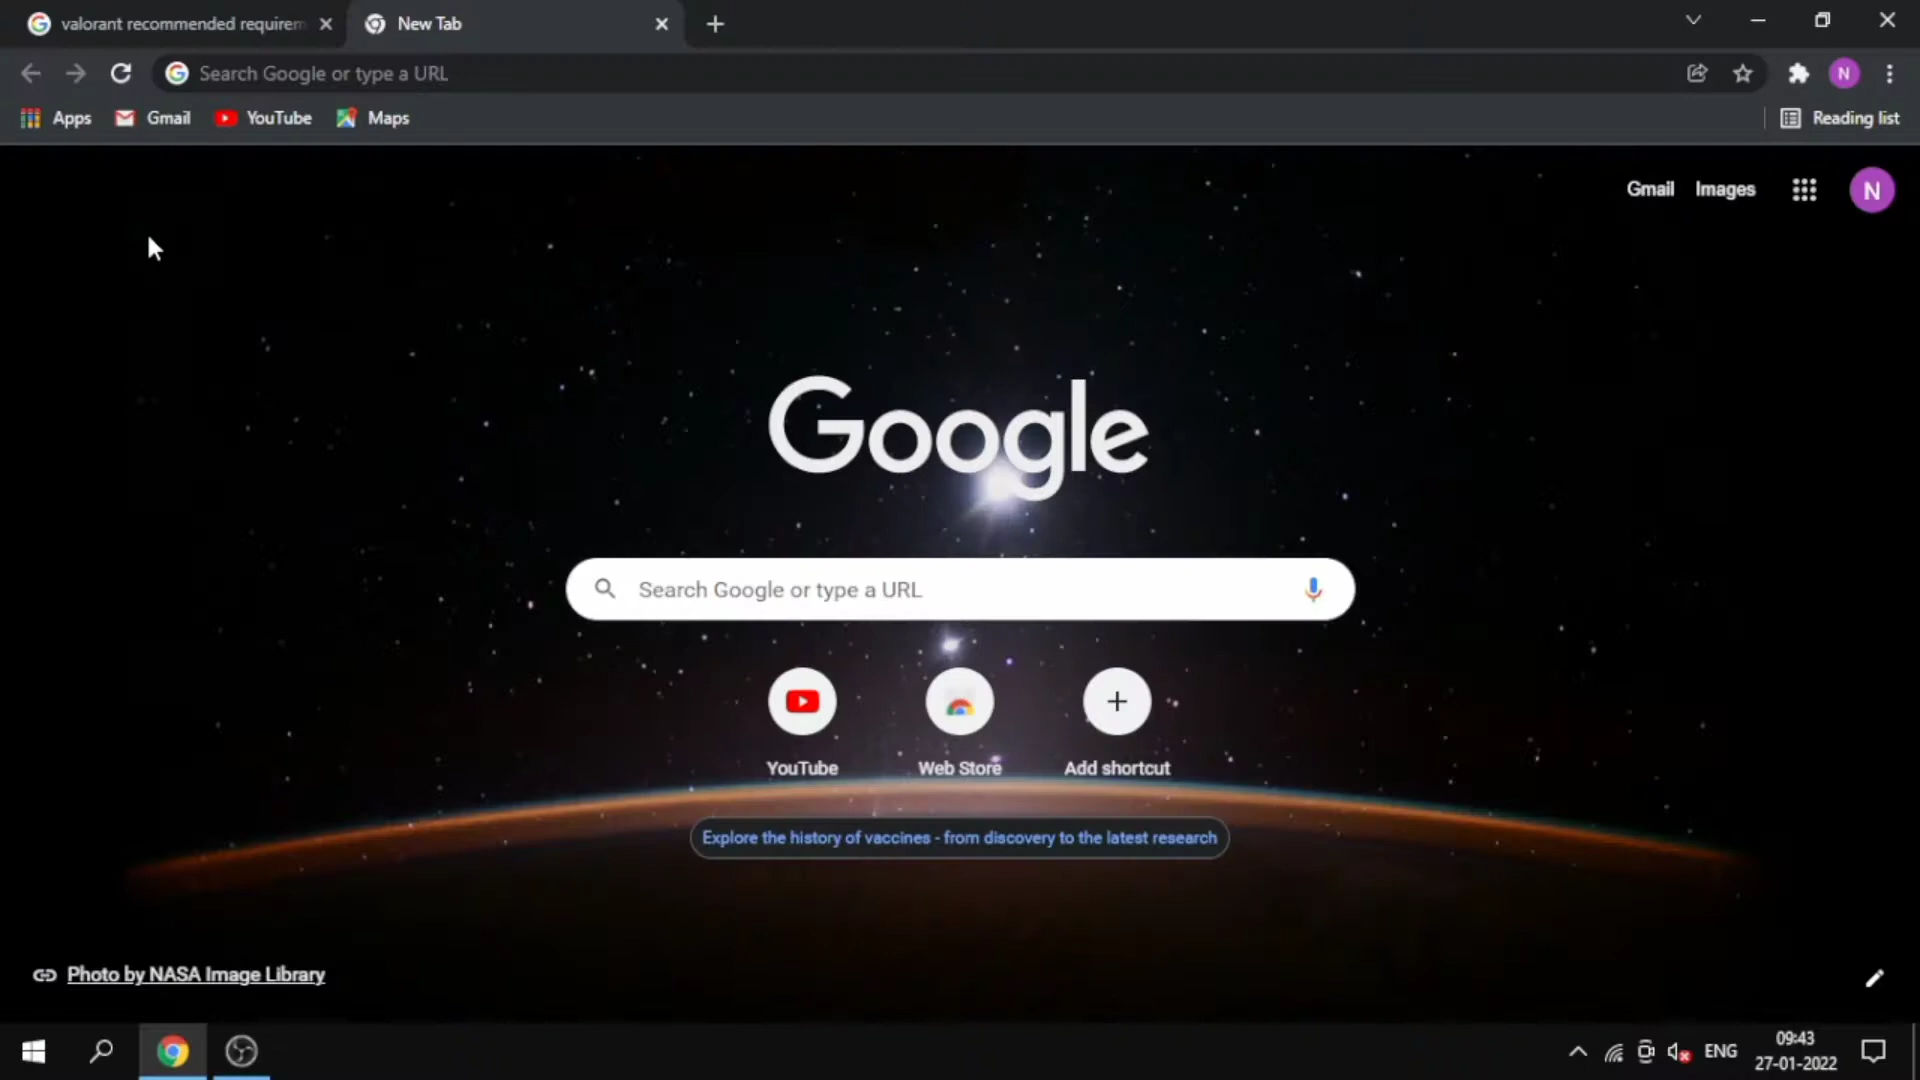 valorant recommended requirem
New Tab
Search Google or type a URL
Apps
Gmail
YouTube
Maps
Reading list
N
Gmail
Images
N
Google
Search Google or type a URL
YouTube
Web Store
Add shortcut
Explore the history of vaccines - from discovery to the latest research
Photo by NASA Image Library
ENG
09:43
27-01-2022